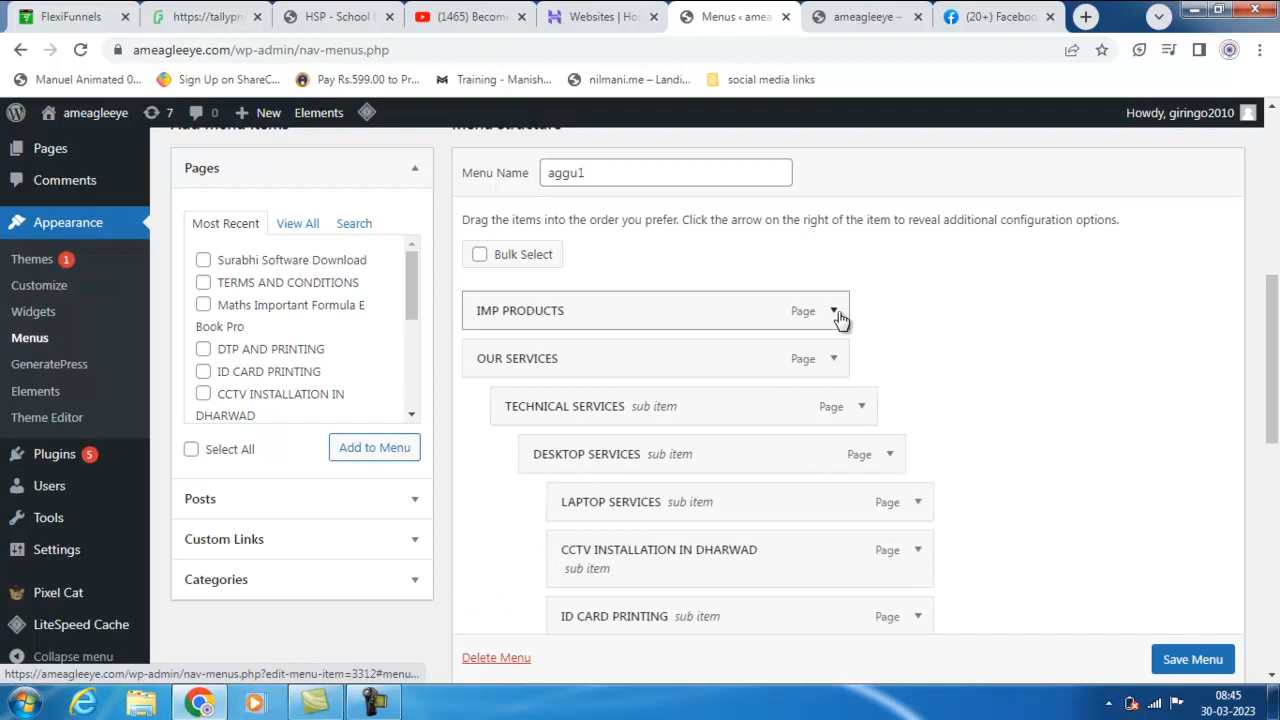 FlexiFunnels
https://tallypr
HSP - School L
(1465) Becom
Websites | Ho
Menus ‹ amea
ameagleeye –
(20+) Facebo
ameagleeye.com/wp-admin/nav-menus.php
Manuel Animated 0...
Sign Up on ShareC...
Pay Rs.599.00 to Pr...
Training - Manish...
nilmani.me – Landi...
social media links
ameagleeye
7
0
New
Elements
Howdy, giringo2010
Pages
Comments
Appearance
Themes 1
Customize
Widgets
Menus
GeneratePress
Elements
Theme Editor
Plugins 5
Users
Tools
Settings
Pixel Cat
LiteSpeed Cache
Collapse menu
Add menu items
Pages
Most Recent
View All
Search
Surabhi Software Download
TERMS AND CONDITIONS
Maths Important Formula E
Book Pro
DTP AND PRINTING
ID CARD PRINTING
CCTV INSTALLATION IN
DHARWAD
Select All
Add to Menu
Posts
Custom Links
Categories
Menu structure
Menu Name
aggu1
Drag the items into the order you prefer. Click the arrow on the right of the item to reveal additional configuration options.
Bulk Select
IMP PRODUCTS Page
OUR SERVICES Page
TECHNICAL SERVICES sub item Page
DESKTOP SERVICES sub item Page
LAPTOP SERVICES sub item Page
CCTV INSTALLATION IN DHARWAD Page
sub item
ID CARD PRINTING sub item Page
Delete Menu
Save Menu
https://ameagleeye.com/wp-admin/nav-menus.php?edit-menu-item=3312#menu...
08:45
30-03-2023